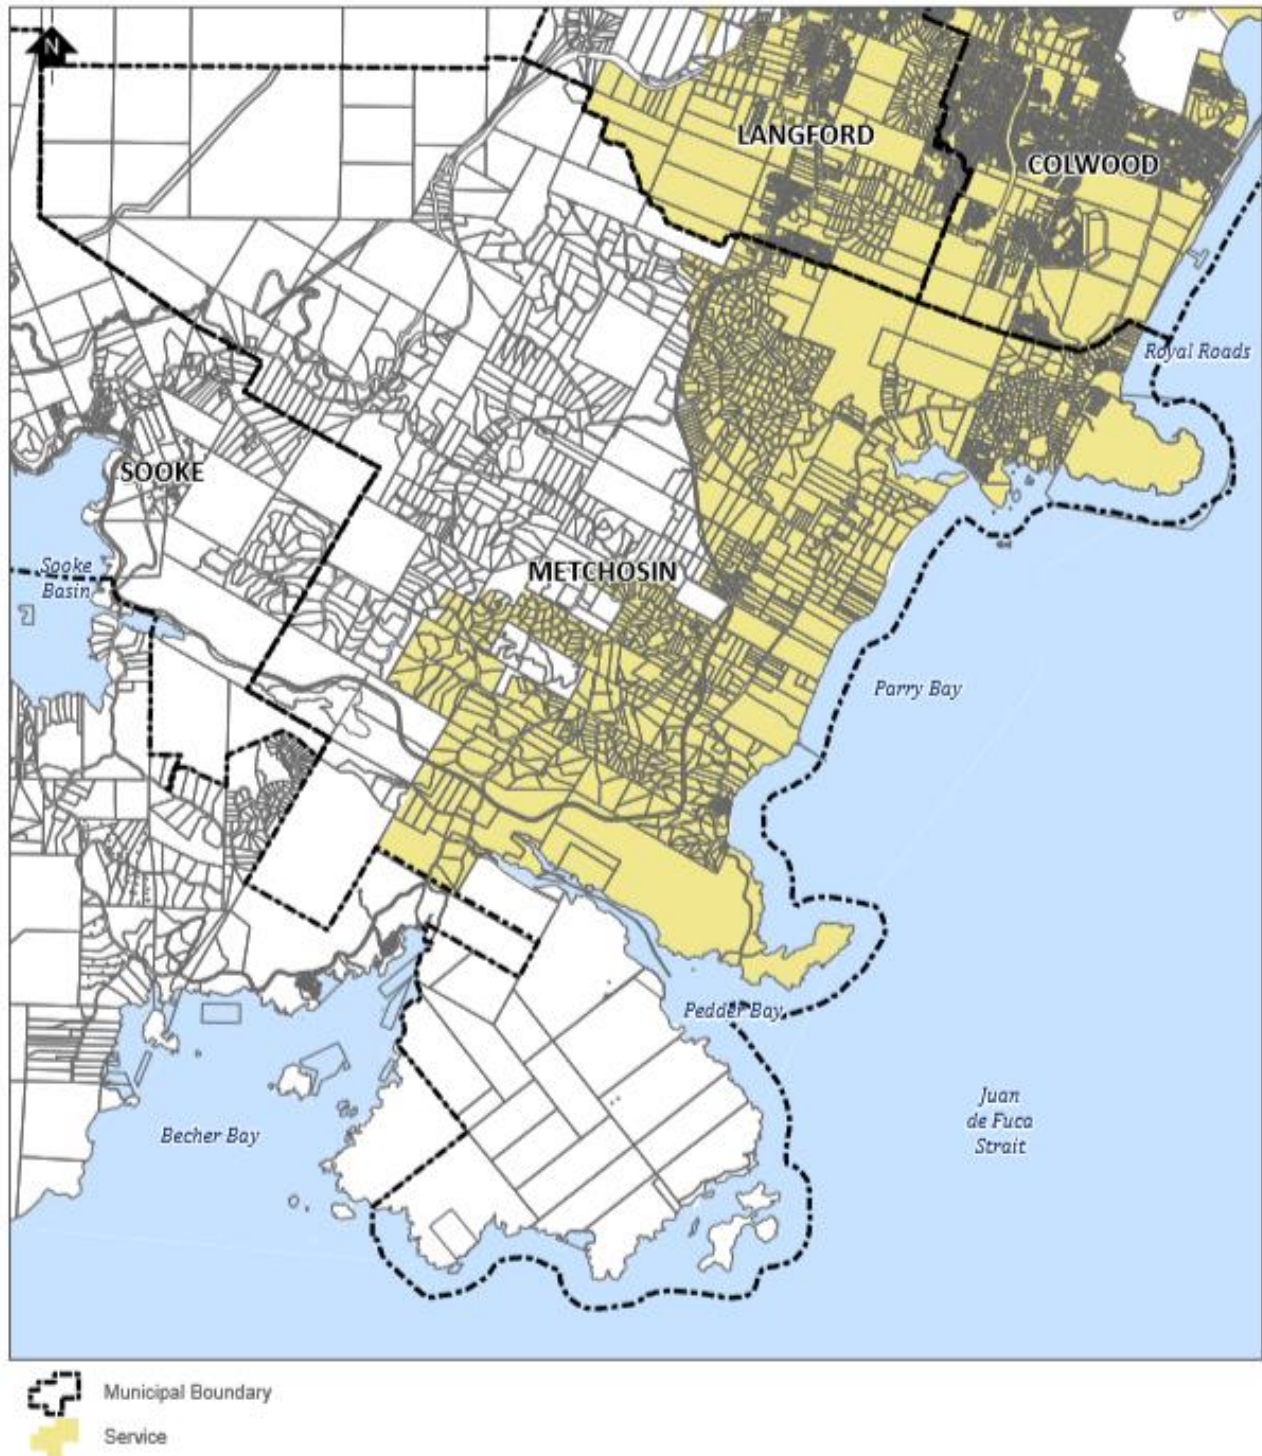 N
LANGFORD
COLWOOD
Royal Roads
SOOKE
Sooke
Basin
METCHOSIN
Parry Bay
Pedder Bay
Becher Bay
Juan
de Fuca
Strait
Municipal Boundary
Service